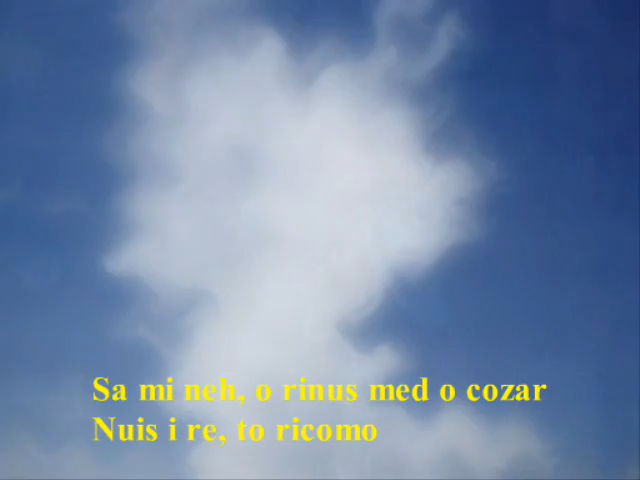 Sa mi neh, o rinus med o cozar
Nuis i re, to ricomo